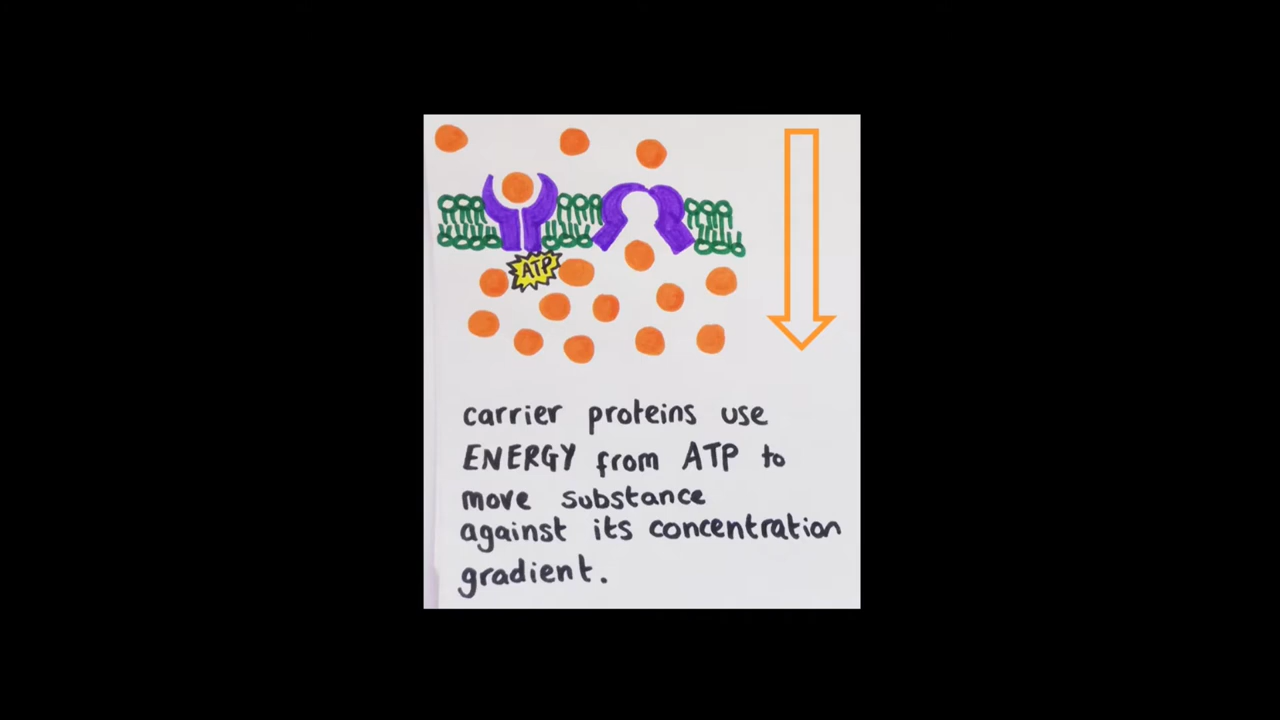 ATP
carrier proteins use
ENERGY from ATP to
move substance
against its concentration
gradient.